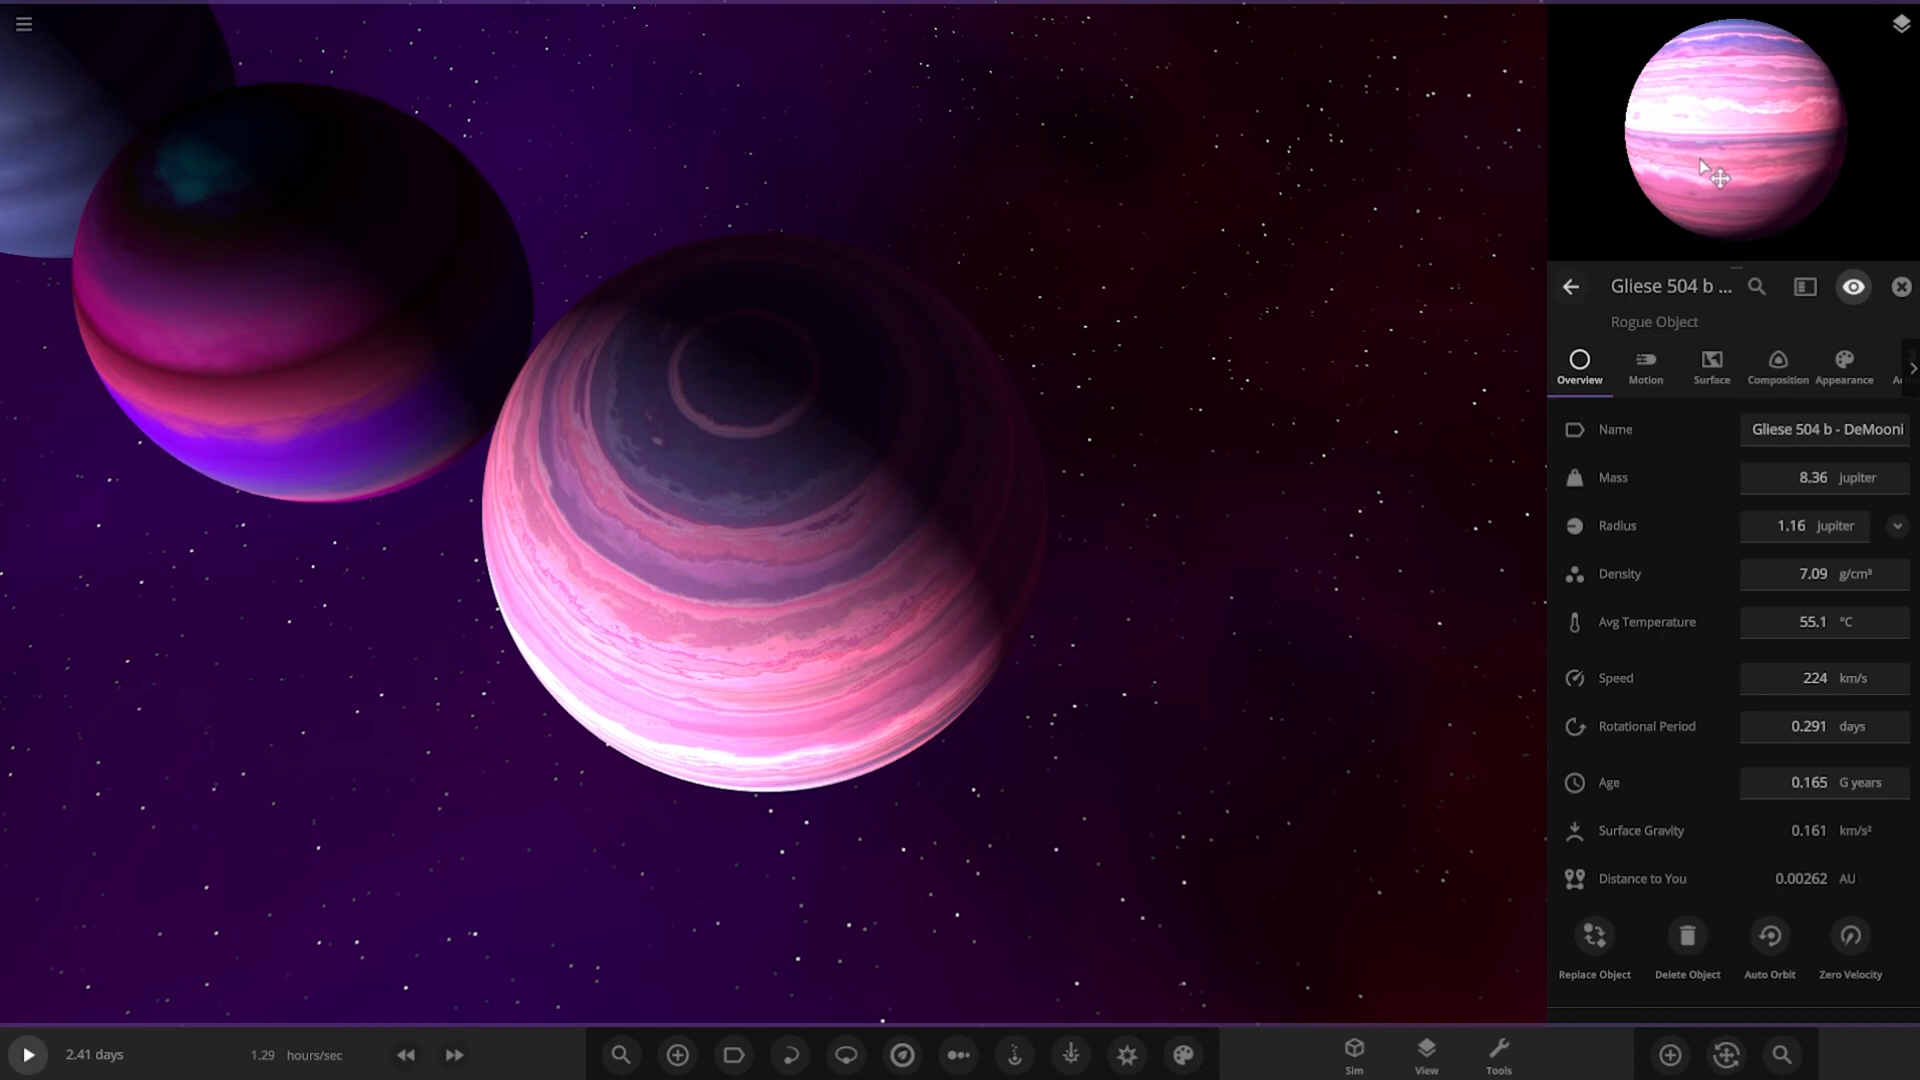 Gliese 504 b ...
Rogue Object
Overview
Motion
Surface
Composition
Appearance
Name
Gliese 504 b - DeMooni
Mass
8.36 jupiter
Radius
1.16 jupiter
Density
7.09 g/cm³
Avg Temperature
55.1 °C
Speed
224 km/s
Rotational Period
0.291 days
Age
0.165 G years
Surface Gravity
0.161 km/s²
Distance to You
0.00262 AU
Replace Object
Delete Object
Auto Orbit
Zero Velocity
2.41 days
1.29 hours/sec
Sim
View
Tools